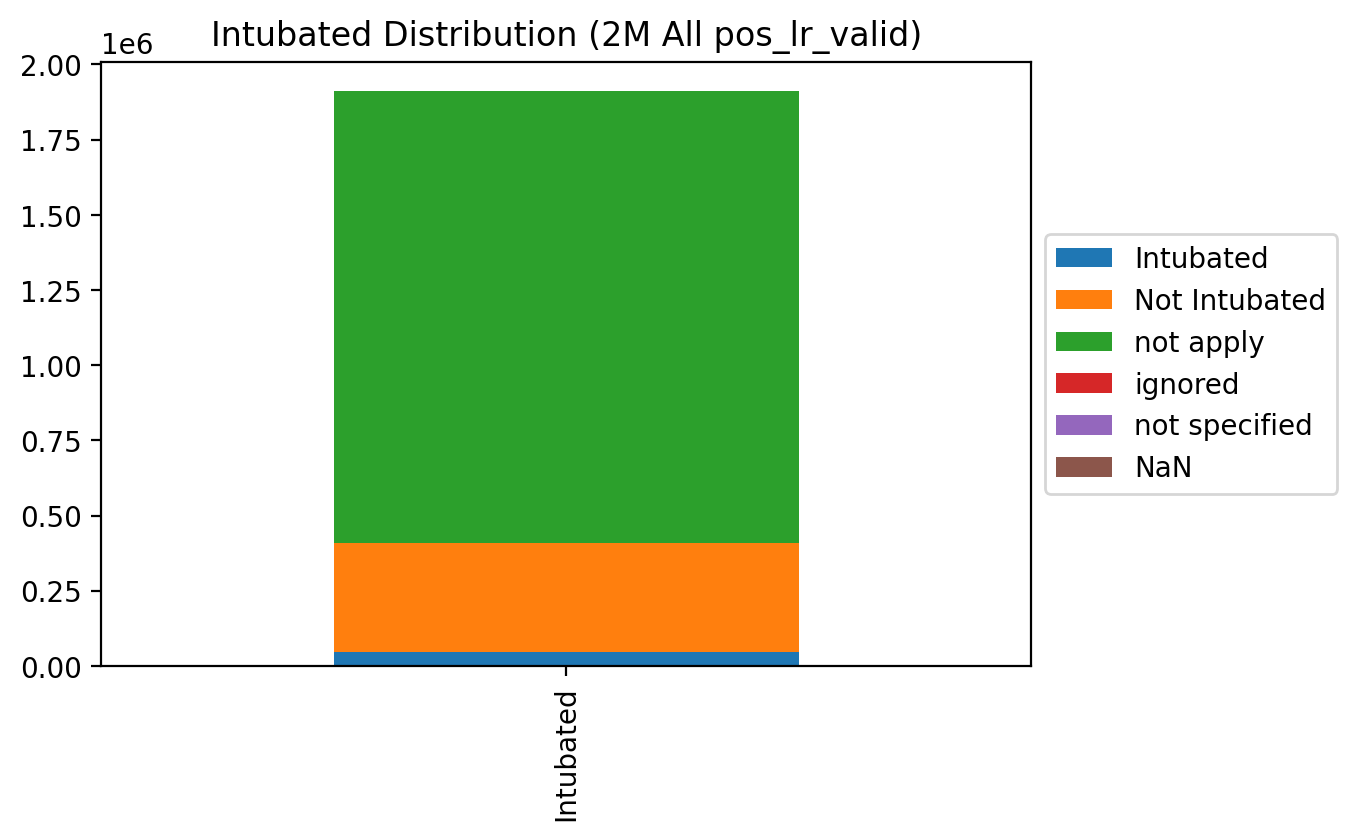 Intubated Distribution (2M All pos_lr_valid)
1e6
2.00
1.75
1.50
1.25
1.00
0.75
0.50
0.25
0.00
Intubated
Intubated
Not Intubated
not apply
ignored
not specified
NaN